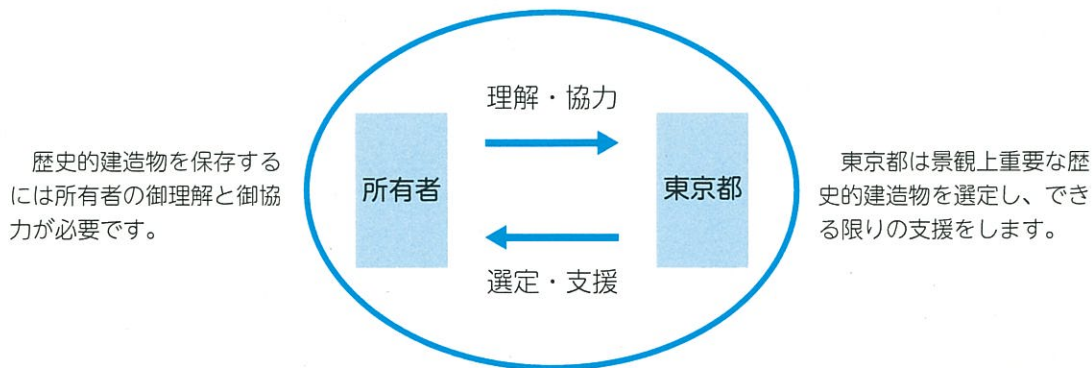 歴史的建造物を保存する
には所有者の御理解と御協
力が必要です。
理解・協力
所有者
東京都
選定・支援
東京都は景観上重要な歴
史的建造物を選定し、でき
る限りの支援をします。